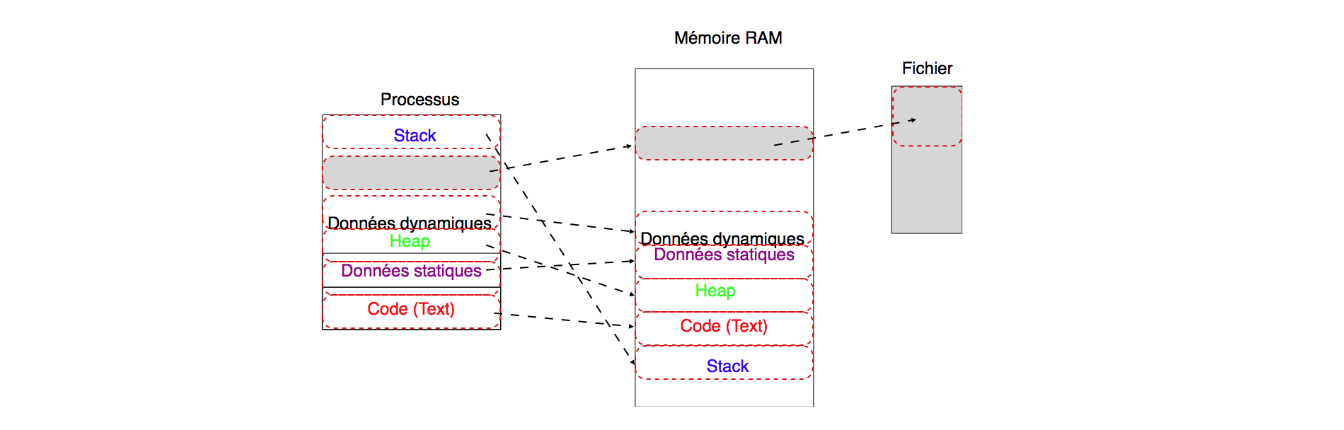 Mémoire RAM
Fichier
Processus
Stack
Données dynamiques
Heap
Données statiques
Code (Text)
Données dynamiques
Données statiques
Heap
Code (Text)
Stack